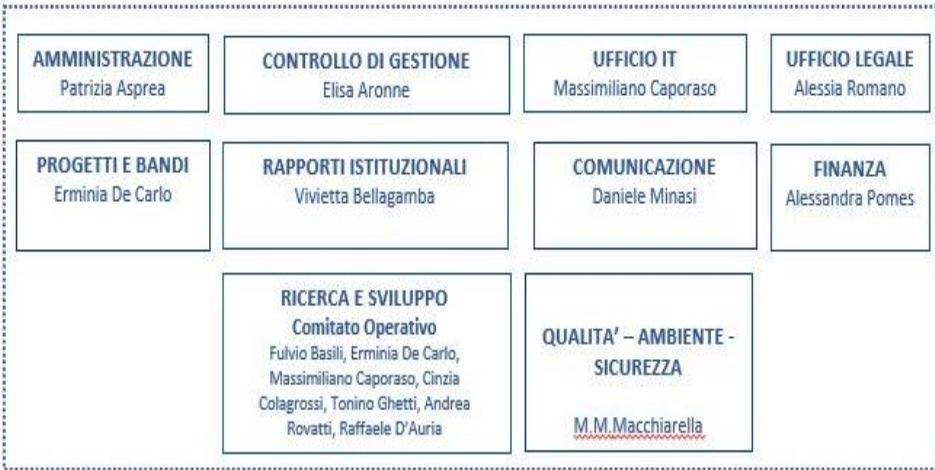 AMMINISTRAZIONE
Patrizia Asprea
CONTROLLO DI GESTIONE
Elisa Aronne
UFFICIO IT
Massimiliano Caporaso
UFFICIO LEGALE
Alessia Romano
PROGETTI E BANDI
Erminia De Carlo
RAPPORTI ISTITUZIONALI
Vivietta Bellagamba
COMUNICAZIONE
Daniele Minasi
FINANZA
Alessandra Pomes
RICERCA E SVILUPPO
Comitato Operativo
Fulvio Basili, Erminia De Carlo,
Massimiliano Caporaso, Cinzia
Colagrossi, Tonino Ghetti, Andrea
Rovatti, Raffaele D'Auria
QUALITA' – AMBIENTE -
SICUREZZA
M.M.Macchiarella